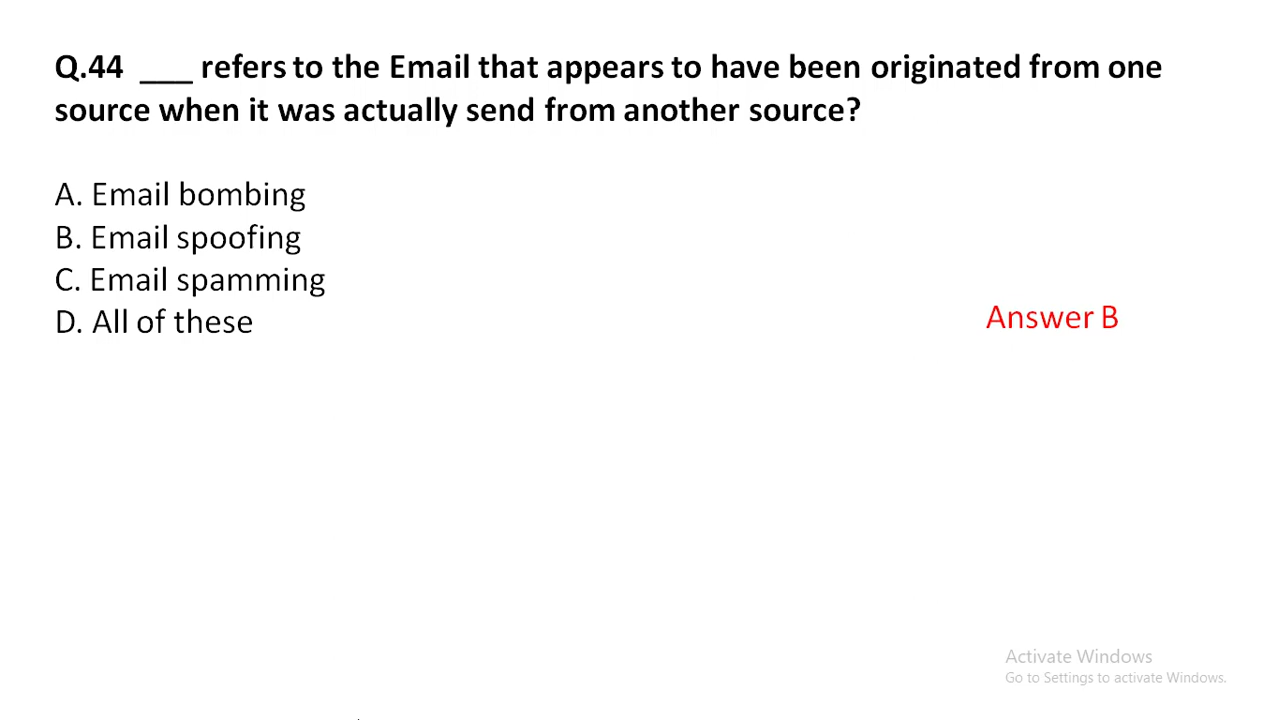 Q.44 ___ refers to the Email that appears to have been originated from one
source when it was actually send from another source?
A. Email bombing
B. Email spoofing
C. Email spamming
D. All of these
Answer B
Activate Windows
Go to Settings to activate Windows.